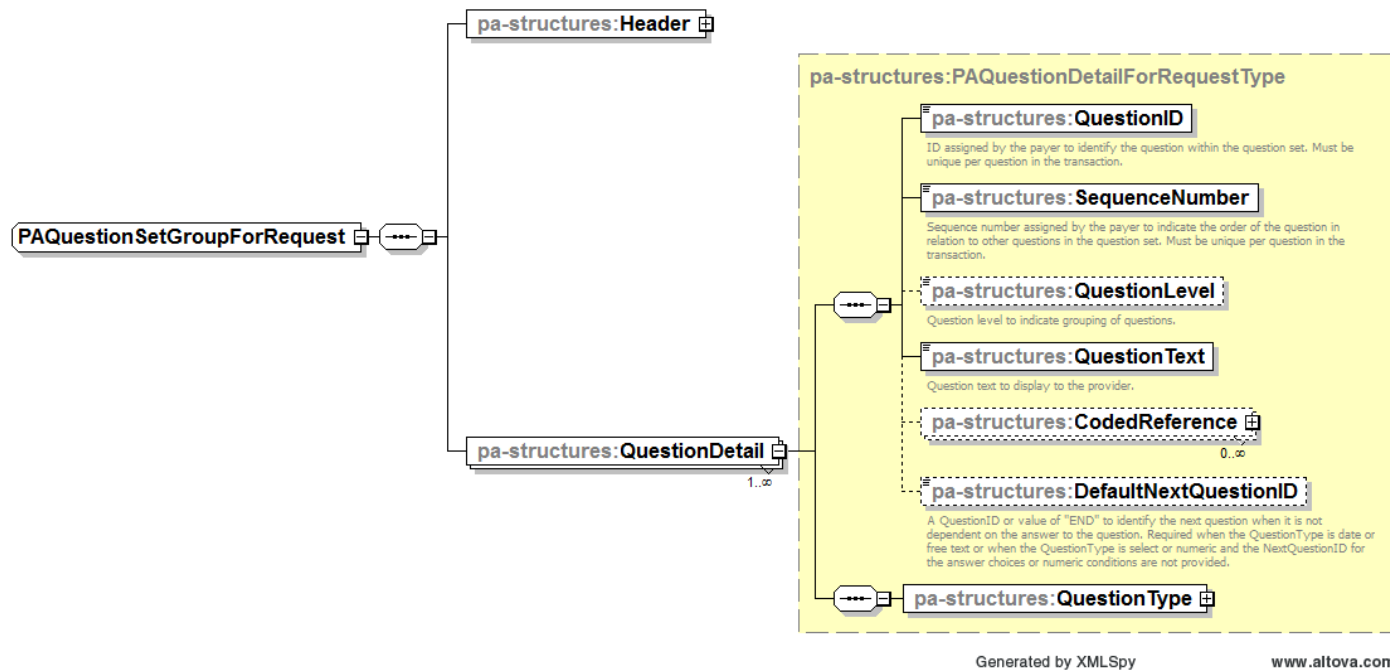 pa-structures:Header
pa-structures:PAQuestionDetailForRequestType
pa-structures:QuestionID
ID assigned by the payer to identify the question within the question set. Must be
unique per question in the transaction.
pa-structures:SequenceNumber
Sequence number assigned by the payer to indicate the order of the question in
relation to other questions in the question set. Must be unique per question in the
transaction.
PAQuestionSetGroupForRequest
pa-structures:QuestionLevel
Question level to indicate grouping of questions.
pa-structures:QuestionText
Question text to display to the provider.
pa-structures:CodedReference
0..∞
pa-structures:QuestionDetail
1..∞
pa-structures:DefaultNextQuestionID
A QuestionID or value of "END" to identify the next question when it is not
dependent on the answer to the question. Required when the QuestionType is date or
free text or when the QuestionType is select or numeric and the NextQuestionID for
the answer choices or numeric conditions are not provided.
pa-structures:QuestionType
Generated by XMLSpy
www.altova.com